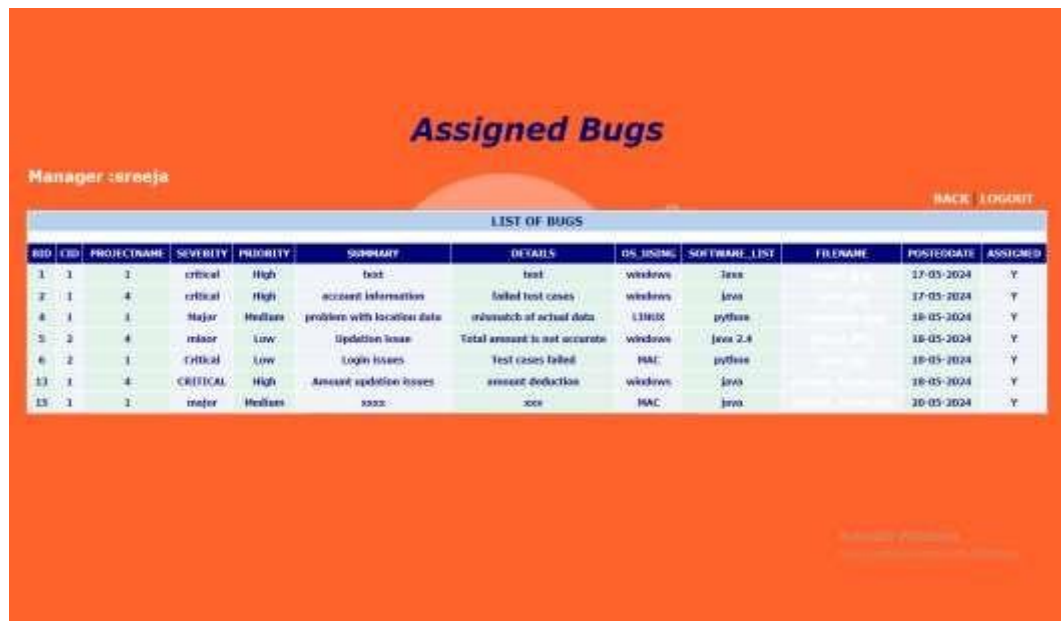 Assigned Bugs
Manager :sreeja
BACK | LOGOUT
LIST OF BUGS
BID CID PROJECTNAME SEVERITY PRIORITY SUMMARY DETAILS OS_USING SOFTWARE_LIST FILENAME POSTEDDATE ASSIGNED
1 1 1 critical High text text windows Java 17-05-2024 Y
2 1 4 critical High account information failed test cases windows java 17-05-2024 Y
4 1 1 Major Medium problem with location data mismatch of actual data LINUX python 18-05-2024 Y
5 2 4 minor Low Updation Issue Total amount is not accurate windows java 2.4 18-05-2024 Y
6 2 1 Critical Low Login issues Test cases failed MAC python 18-05-2024 Y
13 1 4 CRITICAL High Amount updation issues amount deduction windows java 18-05-2024 Y
15 1 1 major Medium xxxx xxx MAC java 20-05-2024 Y